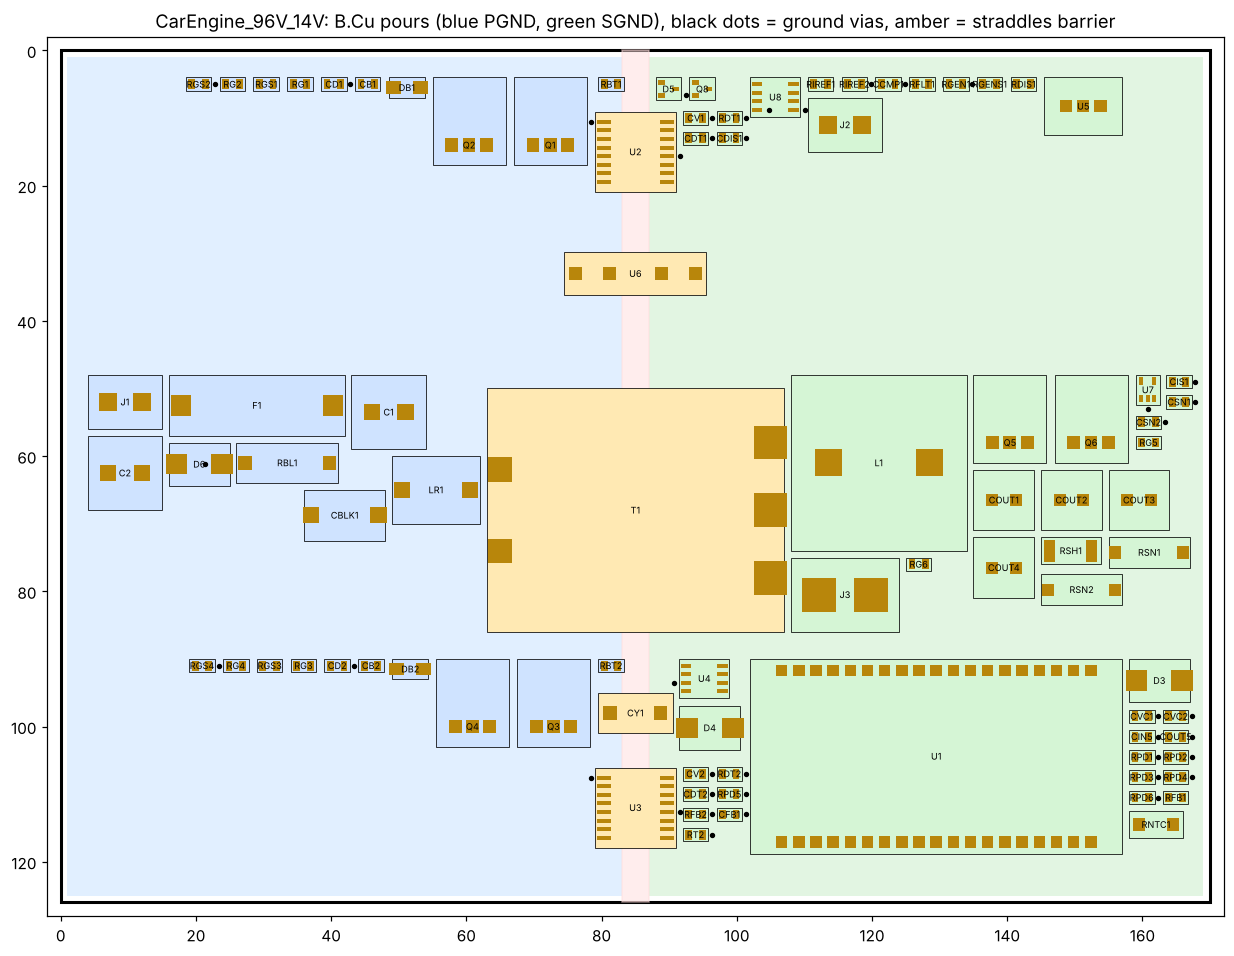 CarEngine_96V_14V: B.Cu pours (blue PGND, green SGND), black dots = ground vias, amber = straddles barrier
0
RGS2 RG2 RGS1 RG1 CD1 CB1 DB1 RBT1 D5 Q8 U8 RIREF1 RIREF2 CCMP1 RFLT1 RGEN1 RGENS1 RDIS1
U5
CV1 RDT1 J2
Q2 Q1 U2 CDT1 CDIS1
20
U6
40
J1 F1 C1 U7 CIS1
CSN1
CSN2
Q5 Q6 RG5
60
C2 D6 RBL1 LR1 L1
CBLK1 T1 COUT1 COUT2 COUT3
RSH1 RSN1
RG6 COUT4
80
J3 RSN2
RGS4 RG4 RGS3 RG3 CD2 CB2 DB2 RBT2 U4 D3
Q4 Q3 CY1 D4 CVC1 CVC2
100
CIN5 COUT5
U1 RPD1 RPD2
U3 CV2 RDT2 RPD3 RPD4
CDT2 RPD5 RPD6 RFB1
RFB2 CFB1 RNTC1
RT2
120
0 20 40 60 80 100 120 140 160